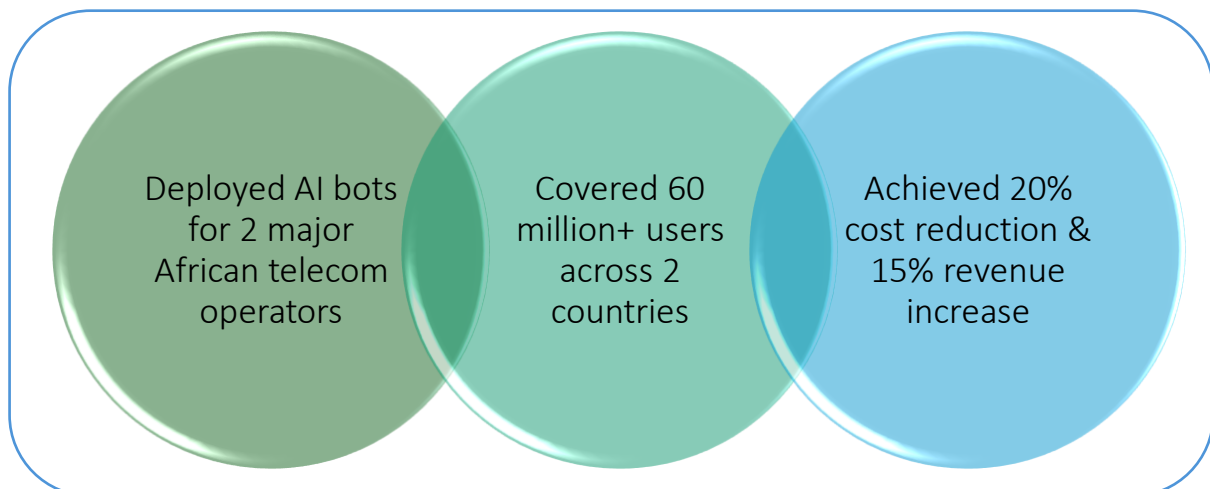 Deployed AI bots
for 2 major
African telecom
operators
Covered 60
million+ users
across 2
countries
Achieved 20%
cost reduction &
15% revenue
increase